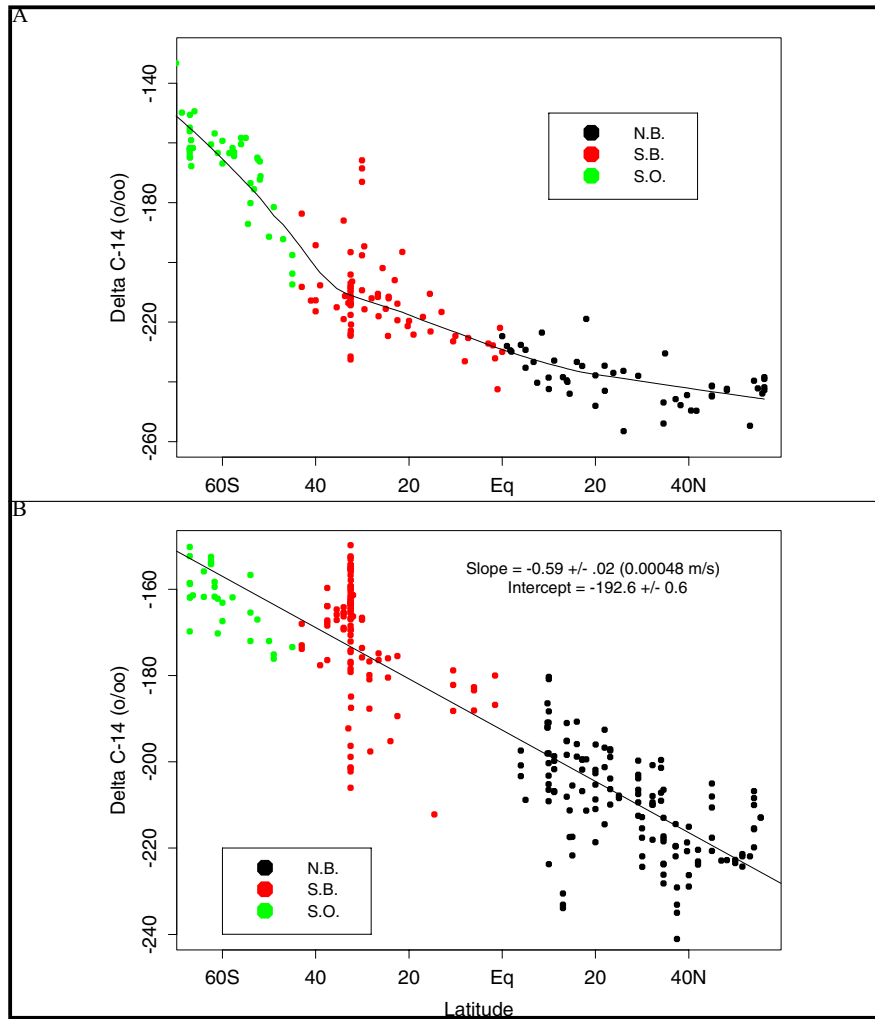 A
-140
-180
-220
-260
Delta C-14 (o/oo)
N.B.
S.B.
S.O.
60S 40 20 Eq 20 40N
B
-160
-180
-200
-220
-240
Delta C-14 (o/oo)
Slope = -0.59 +/- .02 (0.00048 m/s)
Intercept = -192.6 +/- 0.6
N.B.
S.B.
S.O.
60S 40 20 Eq 20 40N
Latitude